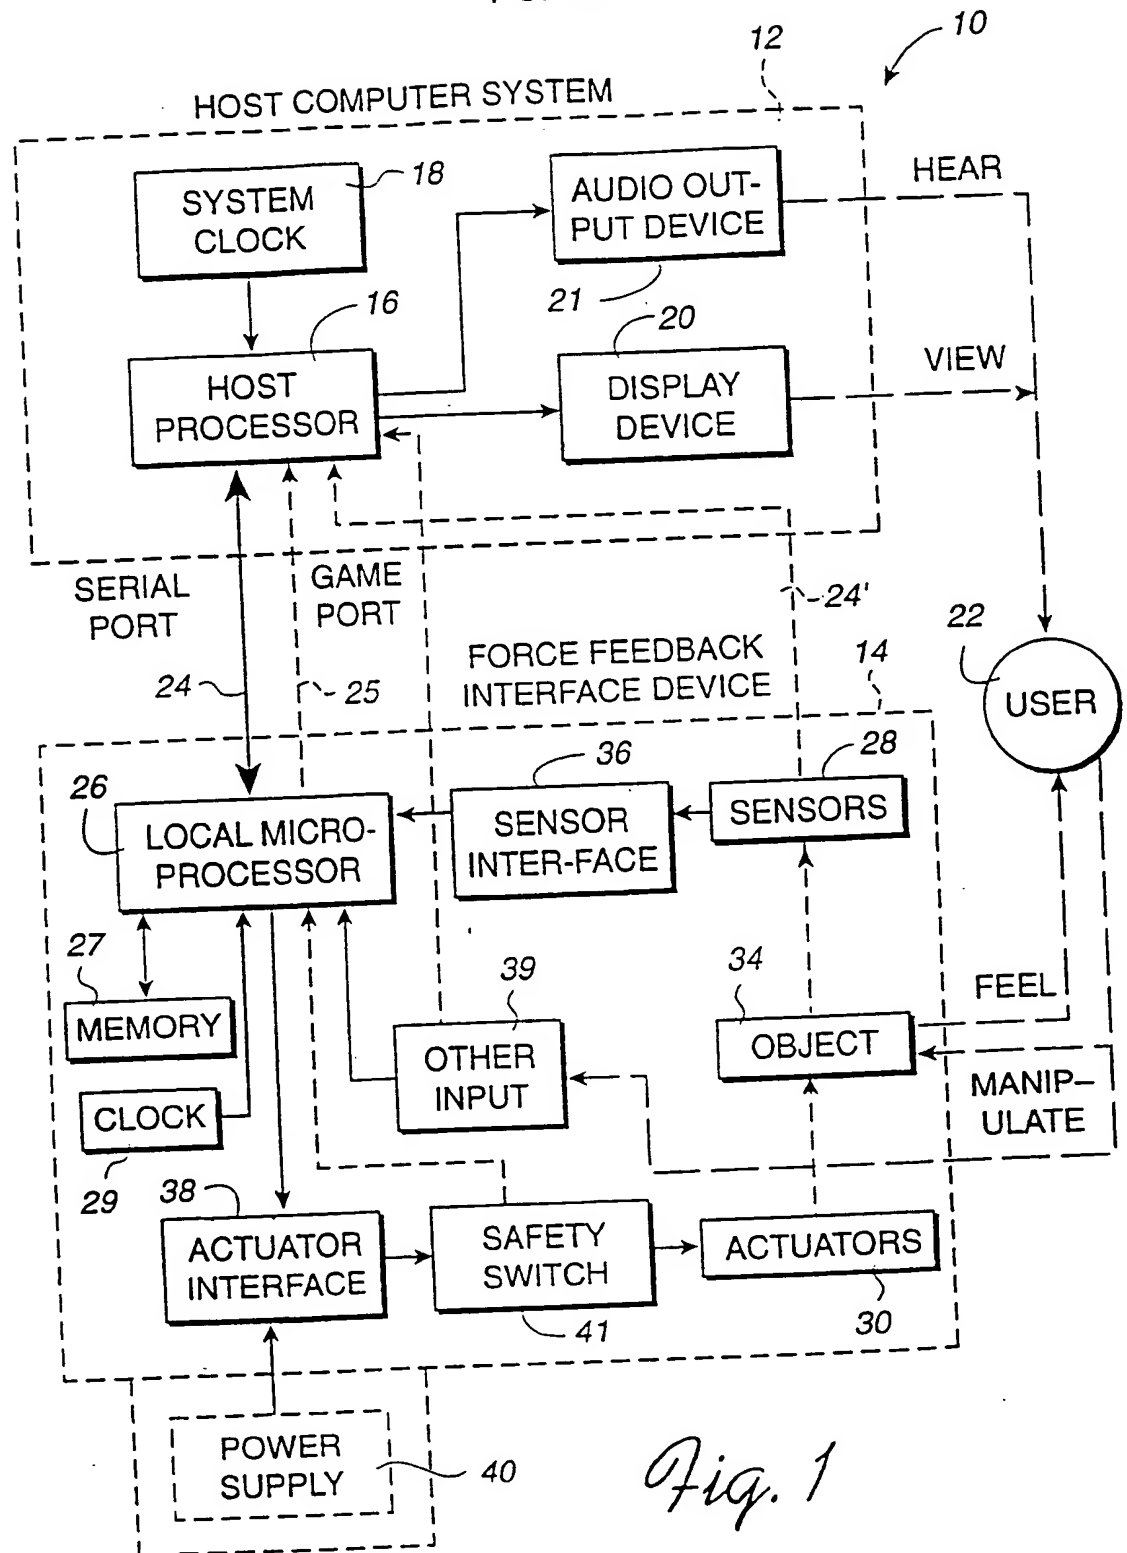 10
12
HOST COMPUTER SYSTEM
SYSTEM
CLOCK
18
AUDIO OUT-
PUT DEVICE
HEAR
21
16
20
HOST
PROCESSOR
DISPLAY
DEVICE
VIEW
SERIAL
PORT
GAME
PORT
24'
24
25
FORCE FEEDBACK
INTERFACE DEVICE
14
22
USER
26
LOCAL MICRO-
PROCESSOR
36
SENSOR
INTER-FACE
28
SENSORS
27
MEMORY
39
OTHER
INPUT
34
OBJECT
FEEL
MANIP-
ULATE
CLOCK
29
38
ACTUATOR
INTERFACE
SAFETY
SWITCH
41
ACTUATORS
30
POWER
SUPPLY
40
Fig. 1